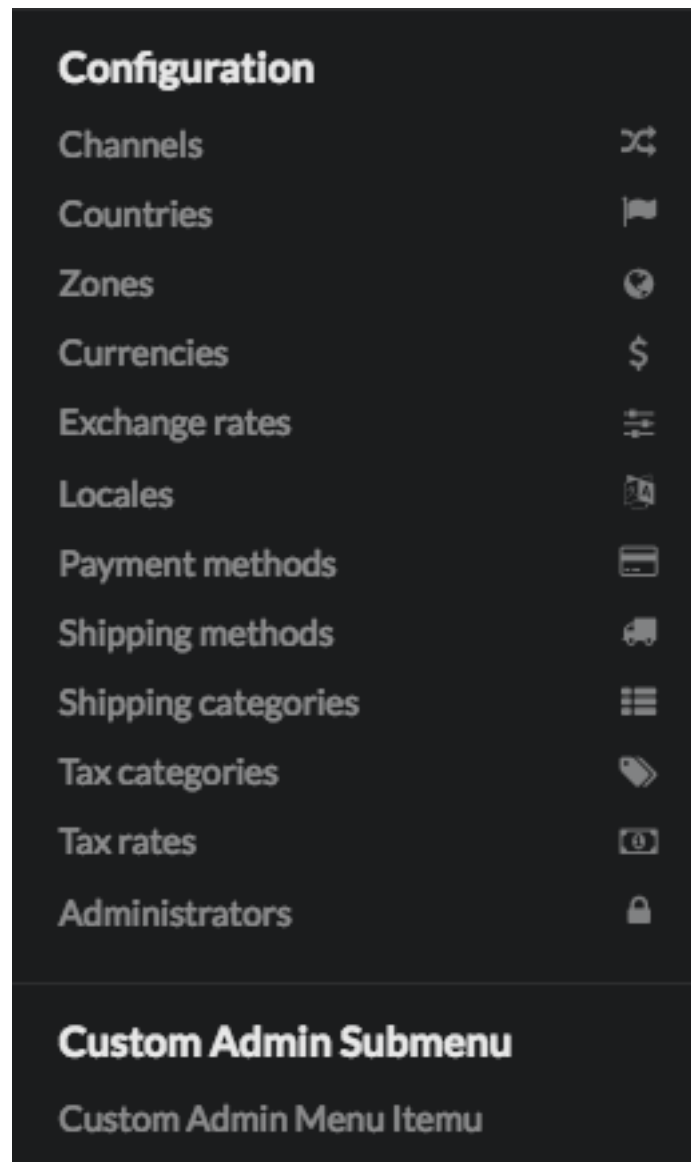 Configuration
Channels
Countries
Zones
Currencies
Exchange rates
Locales
Payment methods
Shipping methods
Shipping categories
Tax categories
Tax rates
Administrators
Custom Admin Submenu
Custom Admin Menu Itemu